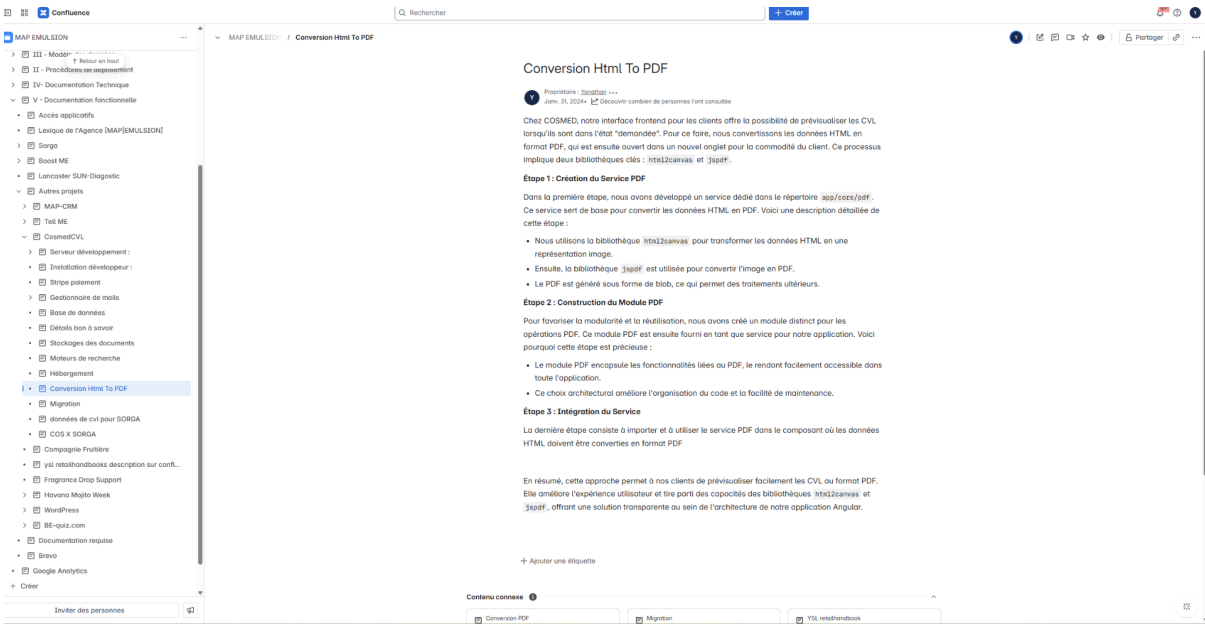 Confluence
Rechercher
+ Créer
MAP EMULSION
III - Modèle des données
↑ Retour en haut
II - Procédures de déploiement
IV- Documentation Technique
V - Documentation fonctionnelle
Accès applicatifs
Lexique de l'Agence [MAP|EMULSION]
Sorga
Boost ME
Lancaster SUN-Diagostic
Autres projets
MAP-CRM
Tell ME
CosmedCVL
Serveur développement :
Installation développeur :
Stripe paiement
Gestionnaire de mails
Base de données
Détails bon à savoir
Stockages des documents
Moteurs de recherche
Hébergement
Conversion Html To PDF
Migration
données de cvl pour SORGA
COS X SORGA
Compagnie Fruitière
ysl retailhandbooks description sur confl...
Fragrance Drop Support
Havana Mojito Week
WordPress
BE-quiz.com
Documentation requise
Brevo
Google Analytics
+ Créer
Inviter des personnes
MAP EMULSION / Conversion Html To PDF
Partager
Conversion Html To PDF
Y
Propriétaire : Yonathan
Janv. 31, 2024 • Découvrir combien de personnes l'ont consultée
Chez COSMED, notre interface frontend pour les clients offre la possibilité de prévisualiser les CVL
lorsqu'ils sont dans l'état "demandée". Pour ce faire, nous convertissons les données HTML en
format PDF, qui est ensuite ouvert dans un nouvel onglet pour la commodité du client. Ce processus
implique deux bibliothèques clés : html2canvas et jspdf.
Étape 1 : Création du Service PDF
Dans la première étape, nous avons développé un service dédié dans le répertoire app/core/pdf.
Ce service sert de base pour convertir les données HTML en PDF. Voici une description détaillée de
cette étape :
• Nous utilisons la bibliothèque html2canvas pour transformer les données HTML en une
représentation image.
• Ensuite, la bibliothèque jspdf est utilisée pour convertir l'image en PDF.
• Le PDF est généré sous forme de blob, ce qui permet des traitements ultérieurs.
Étape 2 : Construction du Module PDF
Pour favoriser la modularité et la réutilisation, nous avons créé un module distinct pour les
opérations PDF. Ce module PDF est ensuite fourni en tant que service pour notre application. Voici
pourquoi cette étape est précieuse :
• Le module PDF encapsule les fonctionnalités liées au PDF, le rendant facilement accessible dans
toute l'application.
• Ce choix architectural améliore l'organisation du code et la facilité de maintenance.
Étape 3 : Intégration du Service
La dernière étape consiste à importer et à utiliser le service PDF dans le composant où les données
HTML doivent être converties en format PDF
En résumé, cette approche permet à nos clients de prévisualiser facilement les CVL au format PDF.
Elle améliore l'expérience utilisateur et tire parti des capacités des bibliothèques html2canvas et
jspdf, offrant une solution transparente au sein de l'architecture de notre application Angular.
+ Ajouter une étiquette
Contenu connexe
Conversion PDF
Migration
YSL retailhandbook